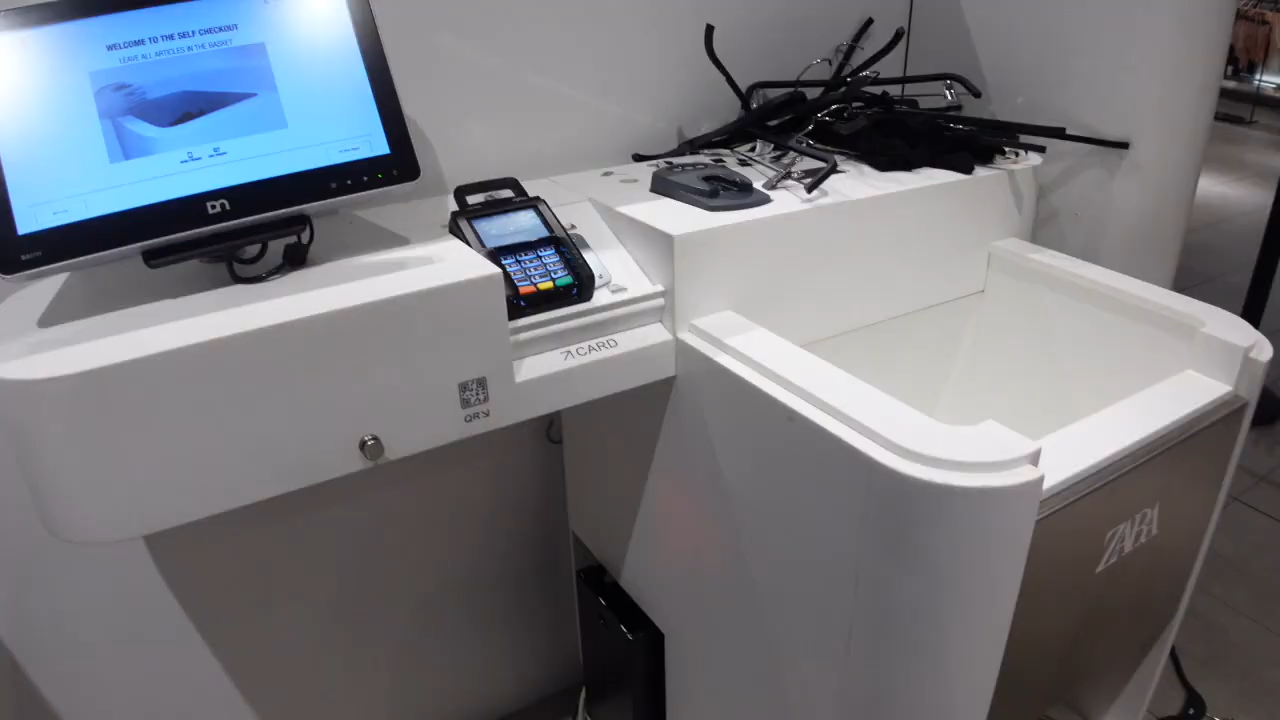 WELCOME TO THE SELF CHECKOUT
LEAVE ALL ARTICLES IN THE BASKET
DN
CARD
QR
ZARA